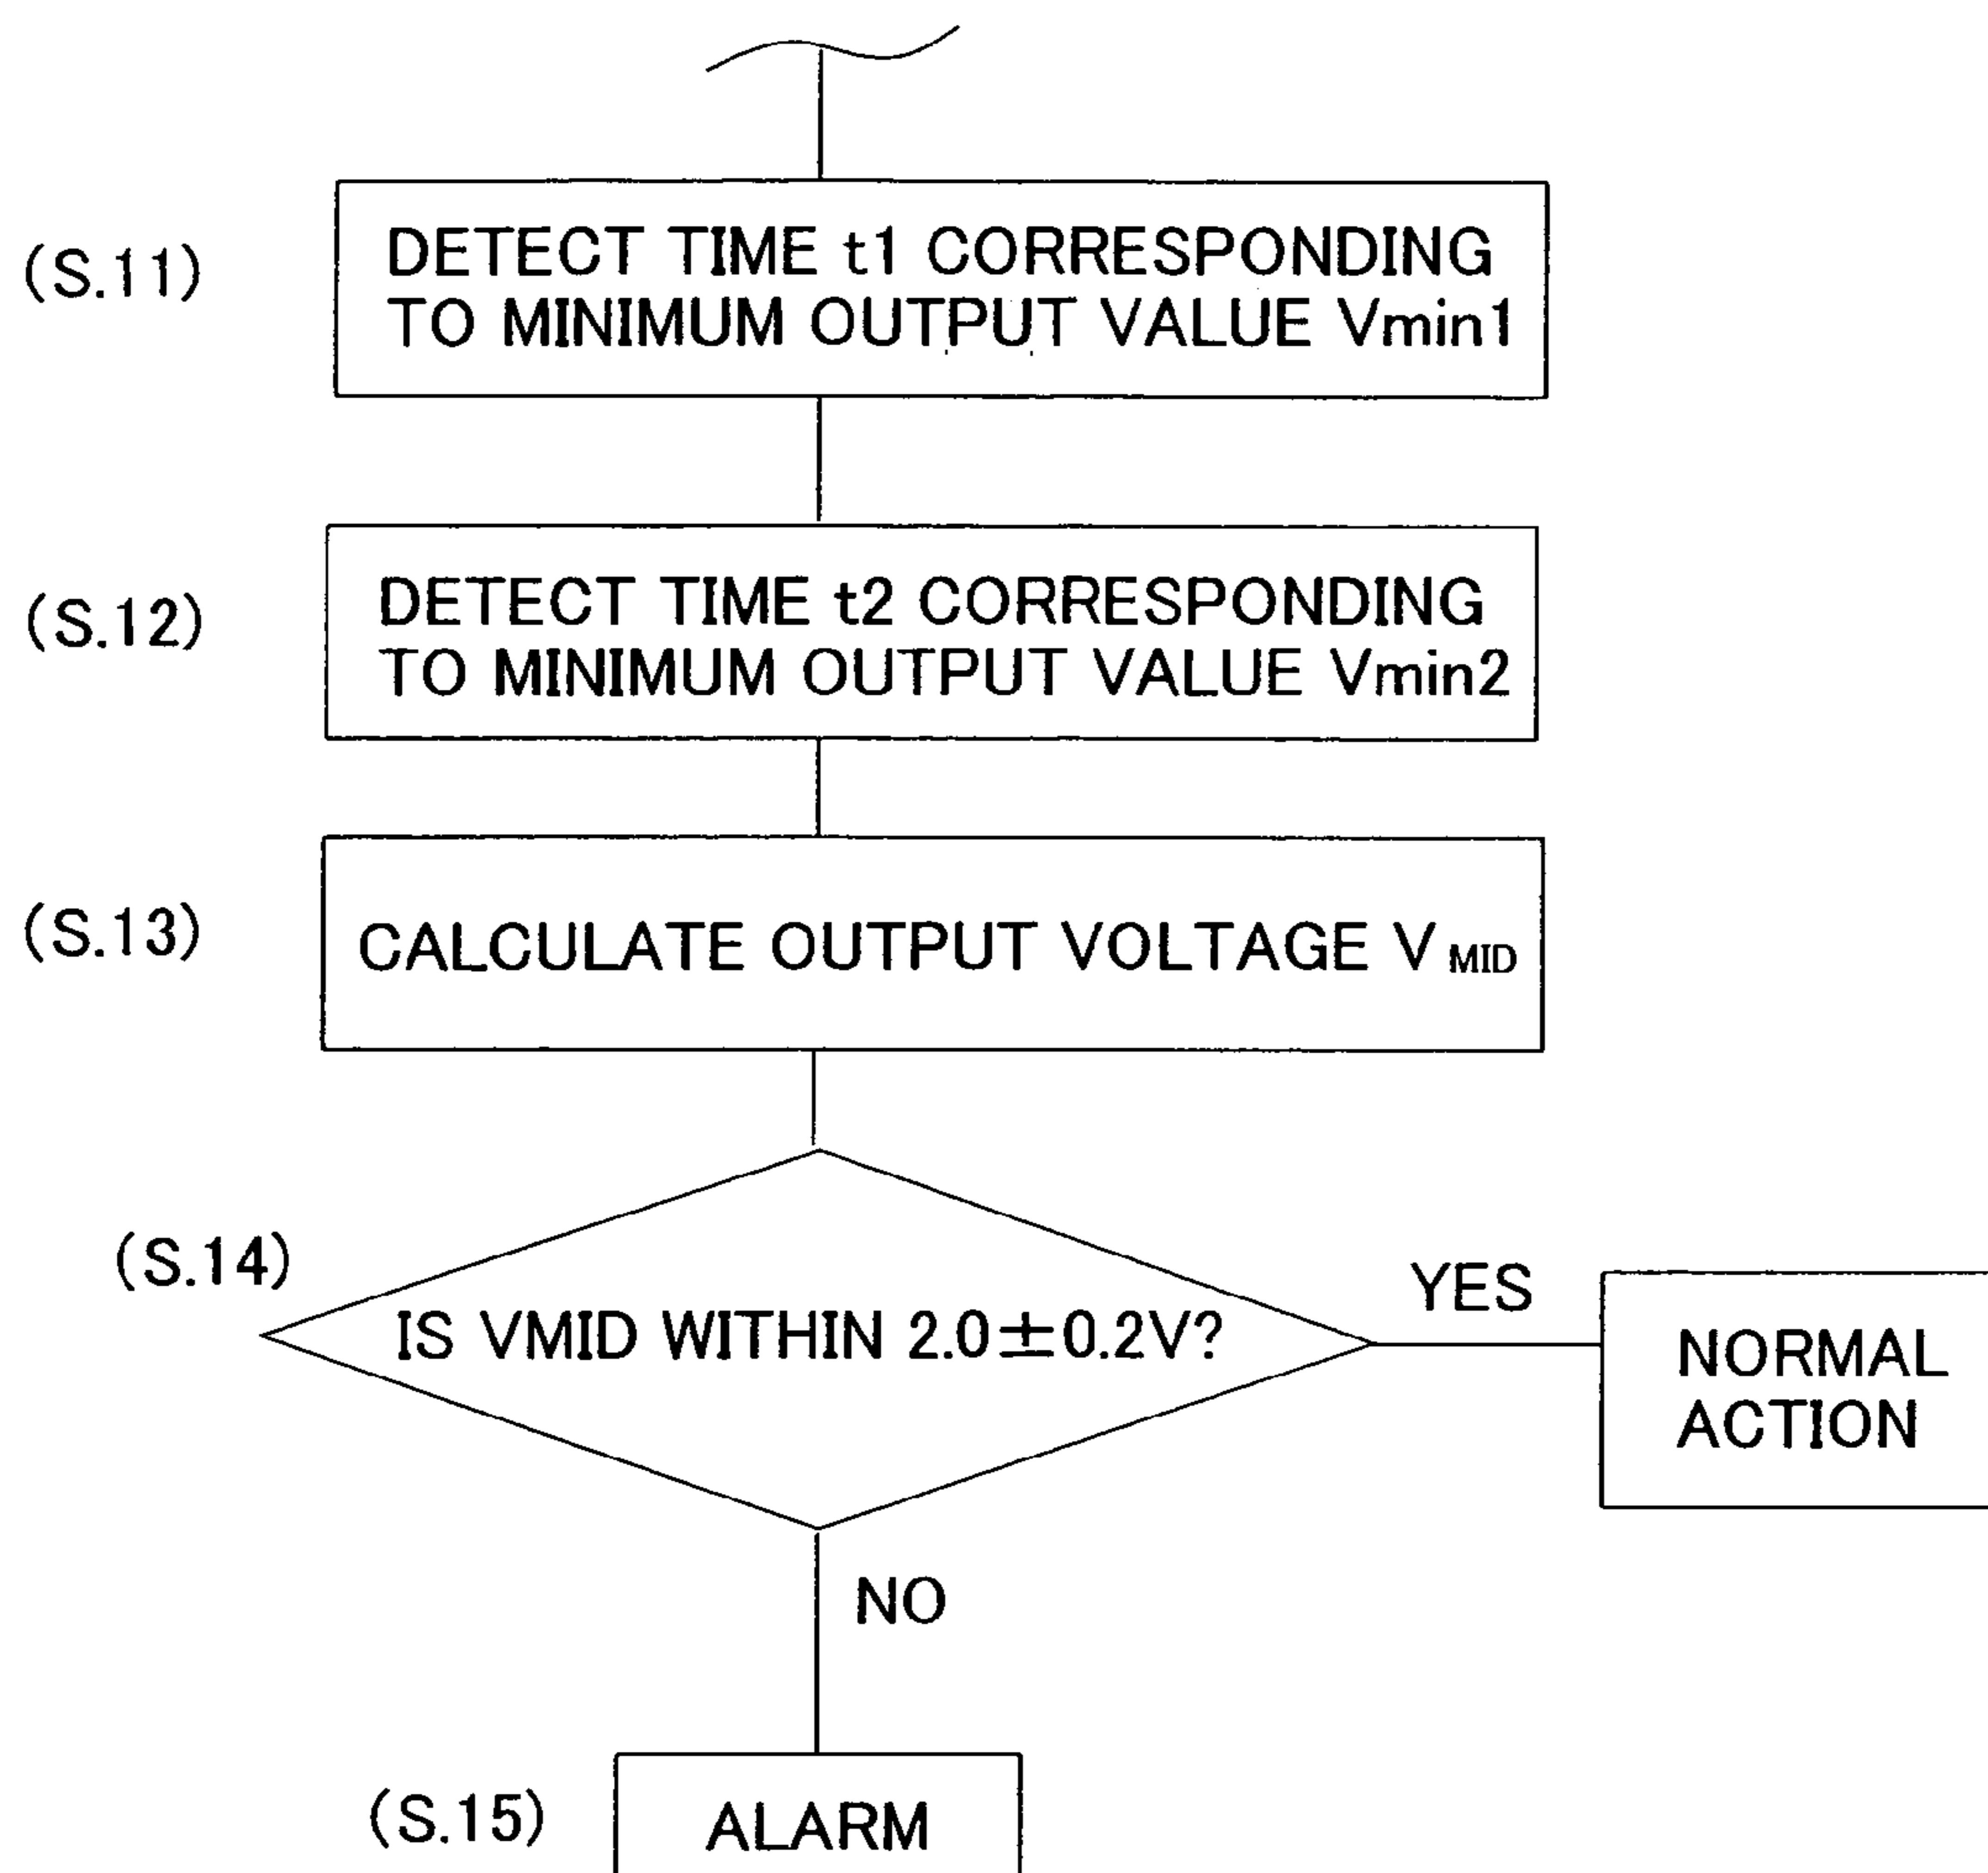 (S.11)
DETECT TIME t1 CORRESPONDING
TO MINIMUM OUTPUT VALUE Vmin1
(S.12)
DETECT TIME t2 CORRESPONDING
TO MINIMUM OUTPUT VALUE Vmin2
(S.13)
CALCULATE OUTPUT VOLTAGE V MID
(S.14)
IS VMID WITHIN 2.0±0.2V?
YES
NORMAL
ACTION
NO
(S.15)
ALARM